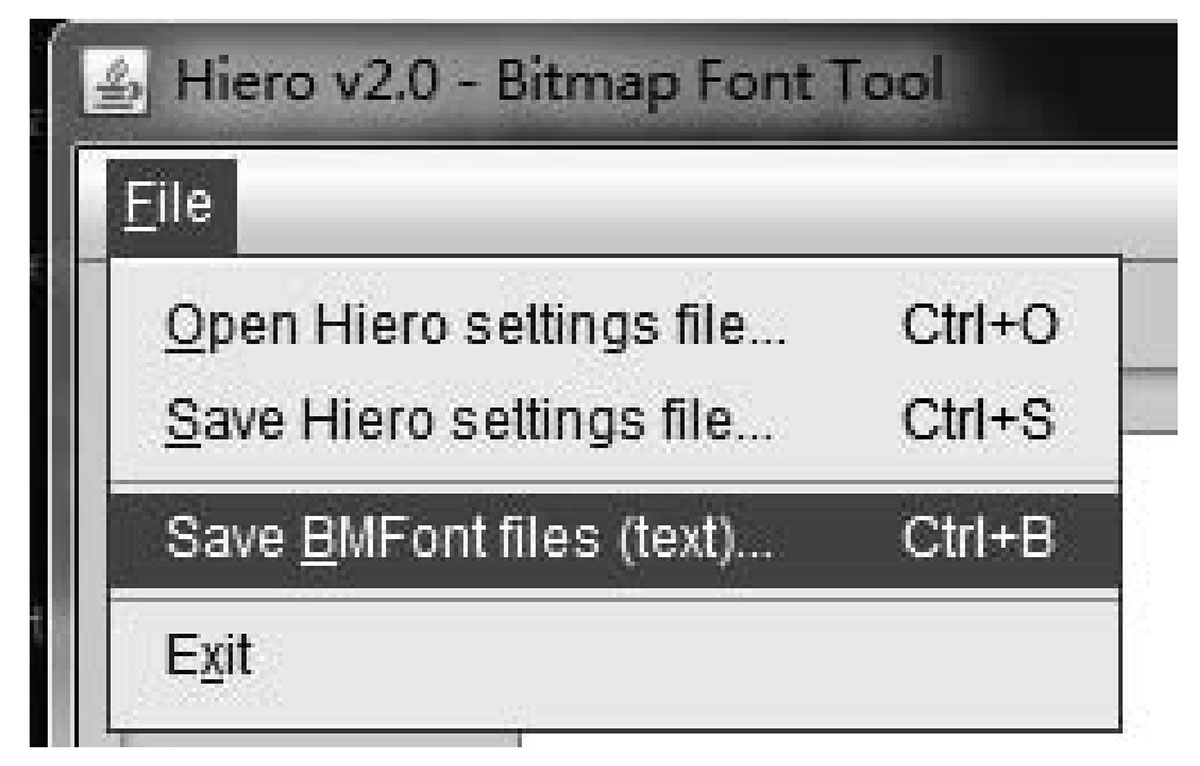 Hiero v2.0 - Bitmap Font Tool
File
Open Hiero settings file... Ctrl+O
Save Hiero settings file... Ctrl+S
Save BMFont files (text)... Ctrl+B
Exit